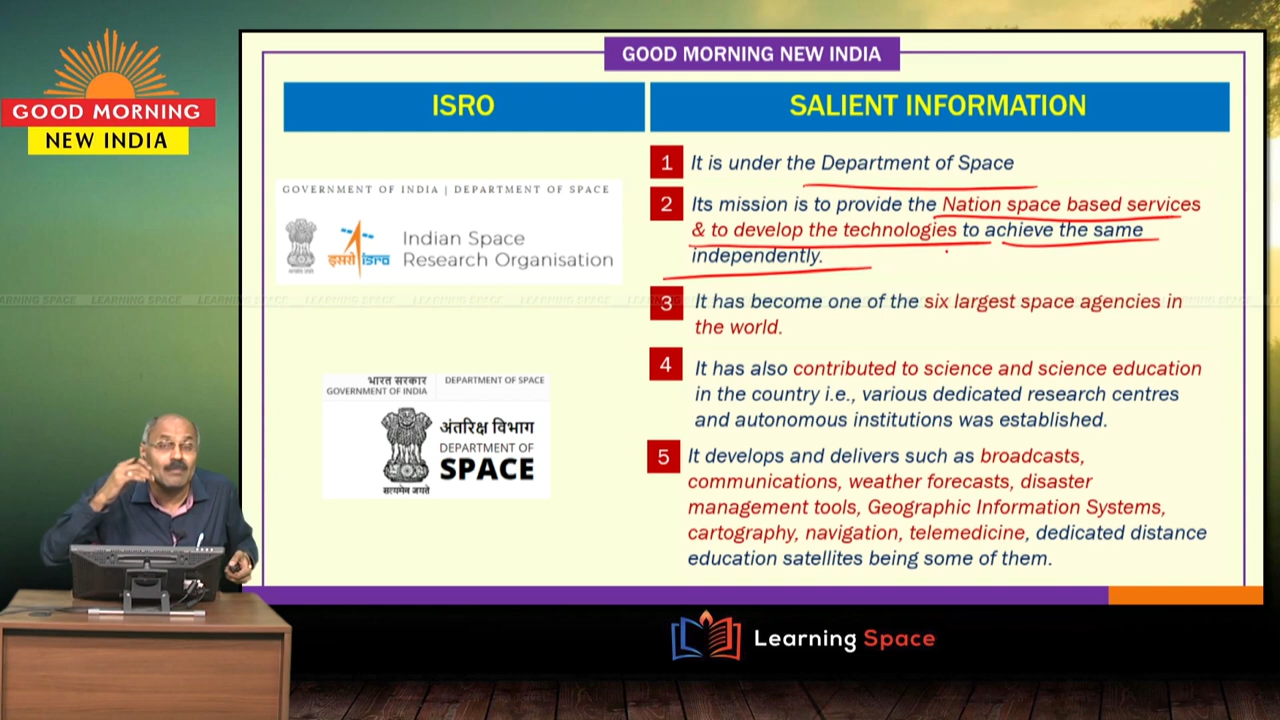 GOOD MORNING
NEW INDIA
GOOD MORNING NEW INDIA
ISRO
SALIENT INFORMATION
GOVERNMENT OF INDIA | DEPARTMENT OF SPACE
इसरो isro
Indian Space
Research Organisation
भारत सरकार
GOVERNMENT OF INDIA
DEPARTMENT OF SPACE
अंतरिक्ष विभाग
DEPARTMENT OF
SPACE
सत्यमेव जयते
1 It is under the Department of Space
2 Its mission is to provide the Nation space based services
& to develop the technologies to achieve the same
independently.
3 It has become one of the six largest space agencies in
the world.
4 It has also contributed to science and science education
in the country i.e., various dedicated research centres
and autonomous institutions was established.
5 It develops and delivers such as broadcasts,
communications, weather forecasts, disaster
management tools, Geographic Information Systems,
cartography, navigation, telemedicine, dedicated distance
education satellites being some of them.
LEARNING SPACE LEARNING SPACE
Learning Space